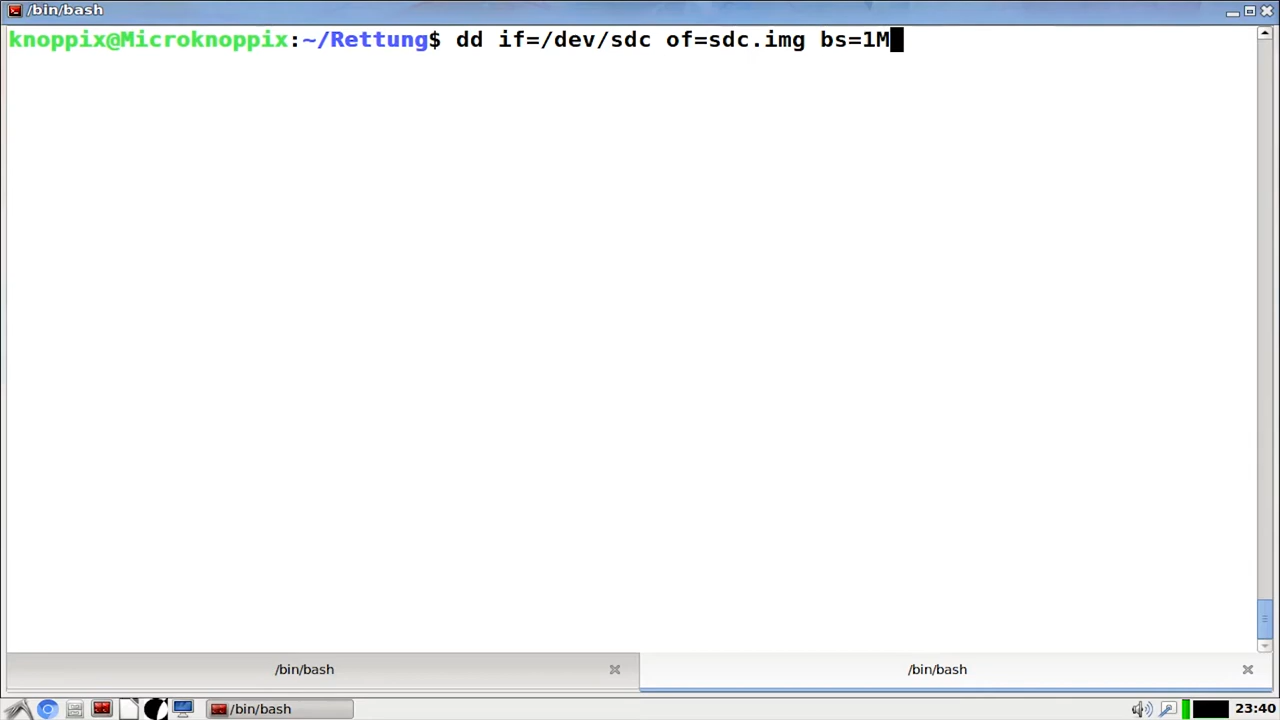 /bin/bash
knoppix@Microknoppix:~/Rettung$ dd if=/dev/sdc of=sdc.img bs=1M
/bin/bash
/bin/bash
/bin/bash
23:40